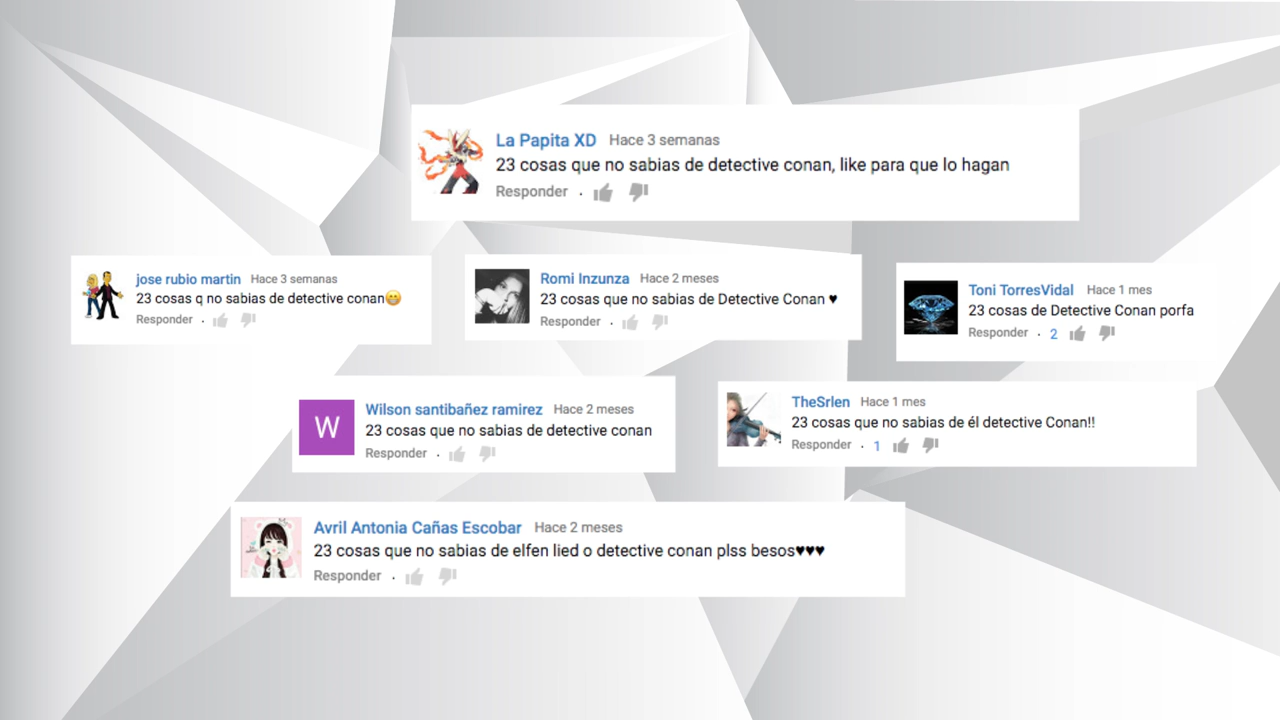 La Papita XD Hace 3 semanas
23 cosas que no sabias de detective conan, like para que lo hagan
Responder .
jose rubio martin Hace 3 semanas
23 cosas q no sabias de detective conan😁
Responder .
Romi Inzunza Hace 2 meses
23 cosas que no sabias de Detective Conan ♥
Responder .
Toni TorresVidal Hace 1 mes
23 cosas de Detective Conan porfa
Responder . 2
W
Wilson santibañez ramirez Hace 2 meses
23 cosas que no sabias de detective conan
Responder .
TheSrlen Hace 1 mes
23 cosas que no sabias de él detective Conan!!
Responder . 1
Avril Antonia Cañas Escobar Hace 2 meses
23 cosas que no sabias de elfen lied o detective conan plss besos♥♥♥
Responder .